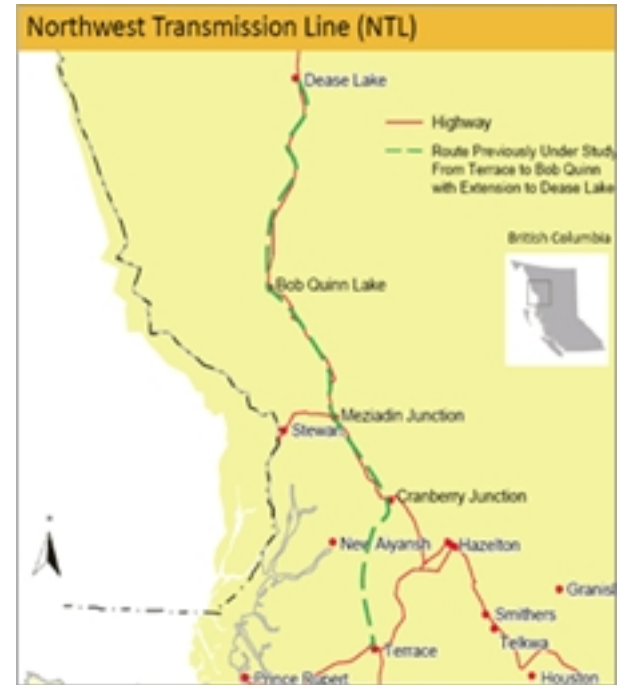 Northwest Transmission Line (NTL)
Dease Lake
Highway
Route Previously Under Study
From Terrace to Bob Quinn
with Extension to Dease Lake
British Columbia
Bob Quinn Lake
Meziadin Junction
Stewart
Cranberry Junction
New Aiyansh
Hazelton
Granisl
Smithers
Telkwa
Terrace
Prince Rupert
Houston